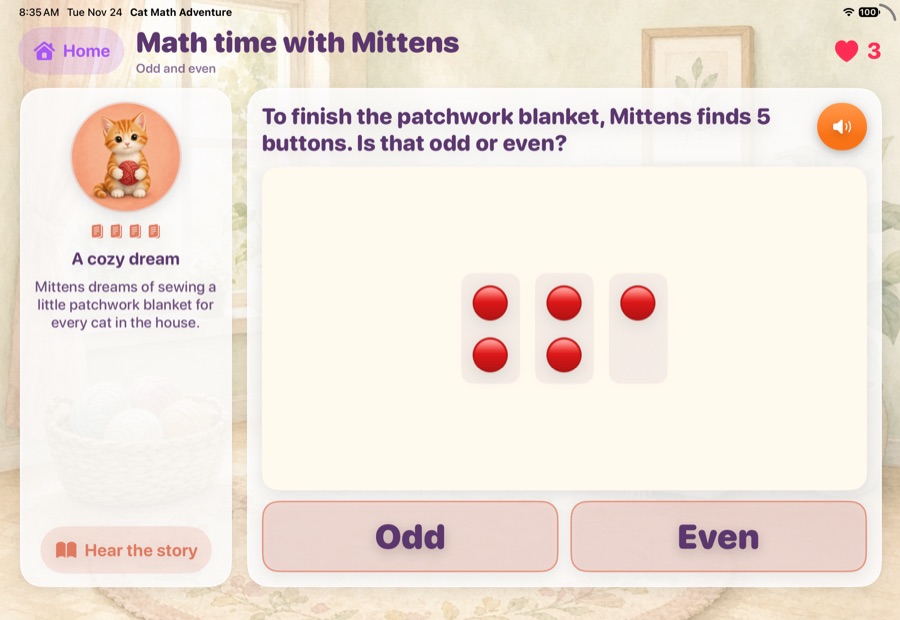 8:35 AM Tue Nov 24 Cat Math Adventure
100
Home
Math time with Mittens
Odd and even
3
A cozy dream
Mittens dreams of sewing a
little patchwork blanket for
every cat in the house.
Hear the story
To finish the patchwork blanket, Mittens finds 5
buttons. Is that odd or even?
Odd
Even